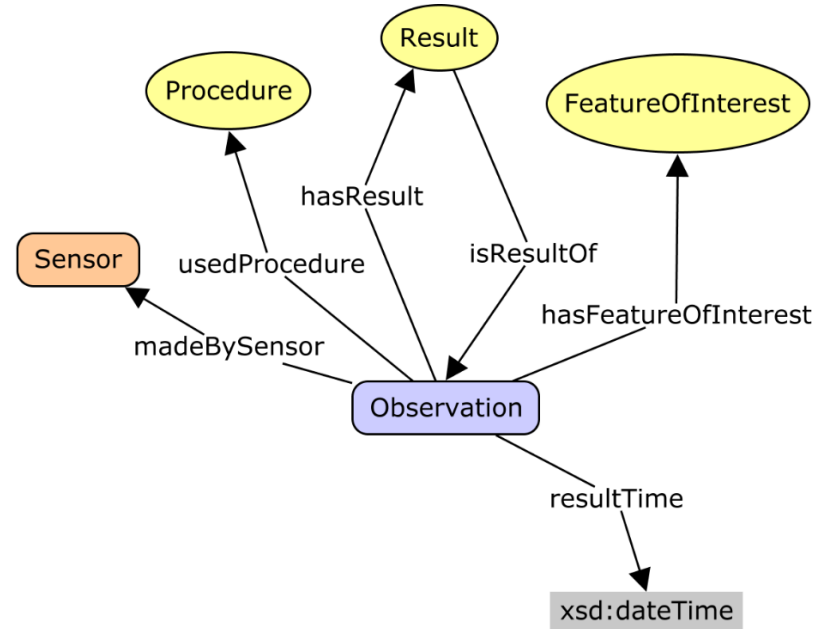 Result
Procedure
FeatureOfInterest
hasResult
Sensor
usedProcedure
isResultOf
hasFeatureOfInterest
madeBySensor
Observation
resultTime
xsd:dateTime